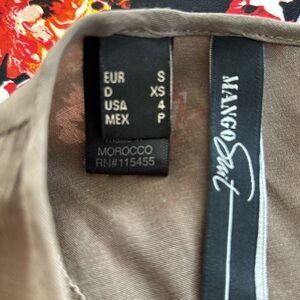 EUR S
D XS
USA 4
MEX P
MOROCCO
RN#115455
MANGO Suit